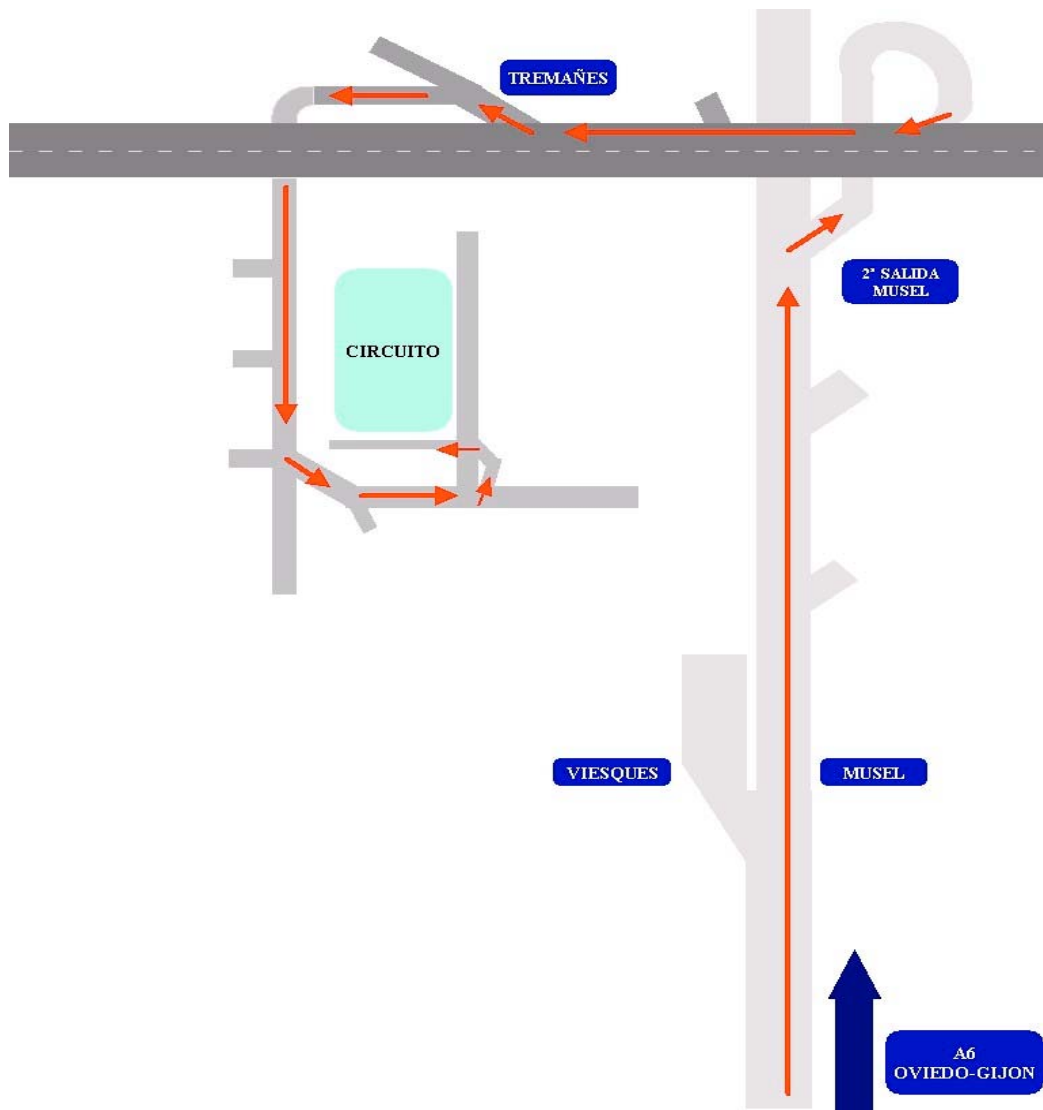 TREMAÑES
2ª SALIDA
MUSEL
CIRCUITO
VIESQUES
MUSEL
A6
OVIEDO-GIJON